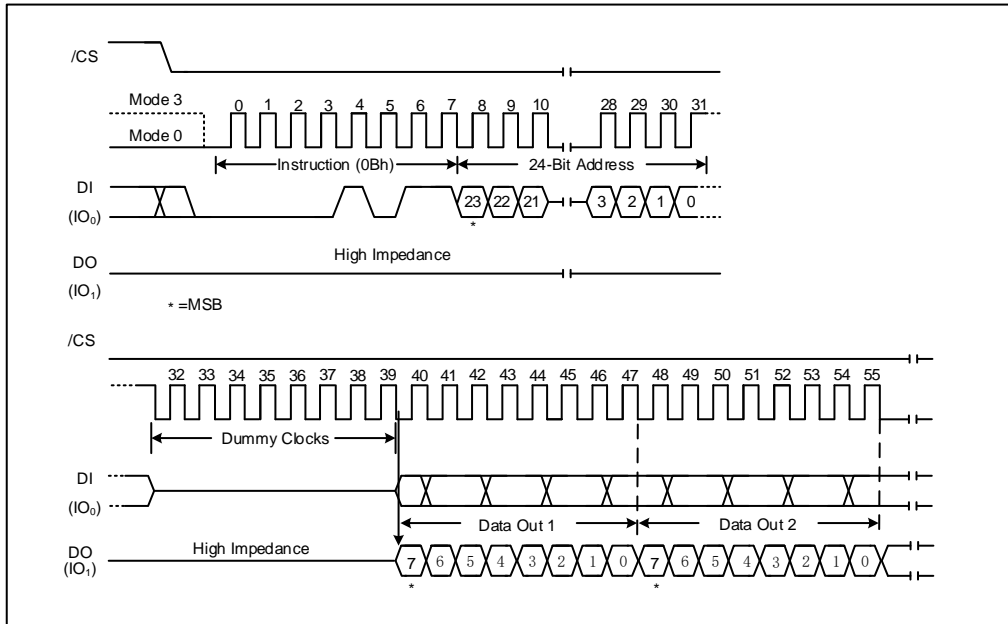 /CS
Mode 3
0 1 2 3 4 5 6 7 8 9 10 28 29 30 31
Mode 0
Instruction (0Bh) 24-Bit Address
DI
(IO₀)
23 22 21 3 2 1 0
*
High Impedance
DO
(IO₁)
* =MSB
/CS
32 33 34 35 36 37 38 39 40 41 42 43 44 45 46 47 48 49 50 51 52 53 54 55
Dummy Clocks
DI
(IO₀)
Data Out 1 Data Out 2
High Impedance
DO
(IO₁)
7 6 5 4 3 2 1 0 7 6 5 4 3 2 1 0
* *